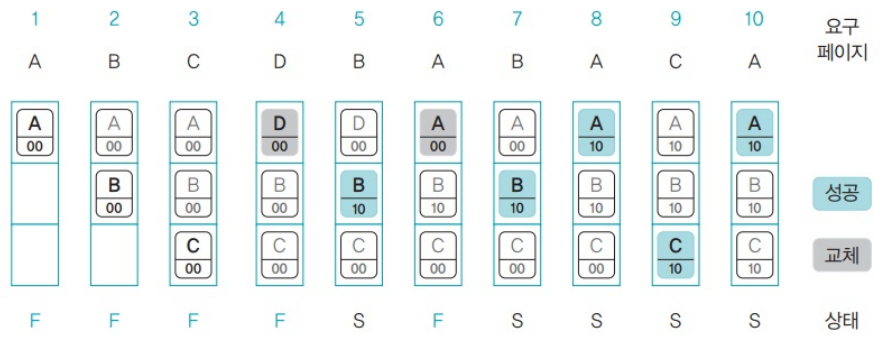 1 2 3 4 5 6 7 8 9 10 요구
A B C D B A B A C A 페이지
A A A D D A A A A A
00 00 00 00 00 00 00 10 10 10
B B B B B B B B B
00 00 00 10 10 10 10 10 10 성공
C C C C C C C C
00 00 00 00 00 00 10 10 교체
F F F F S F S S S S 상태